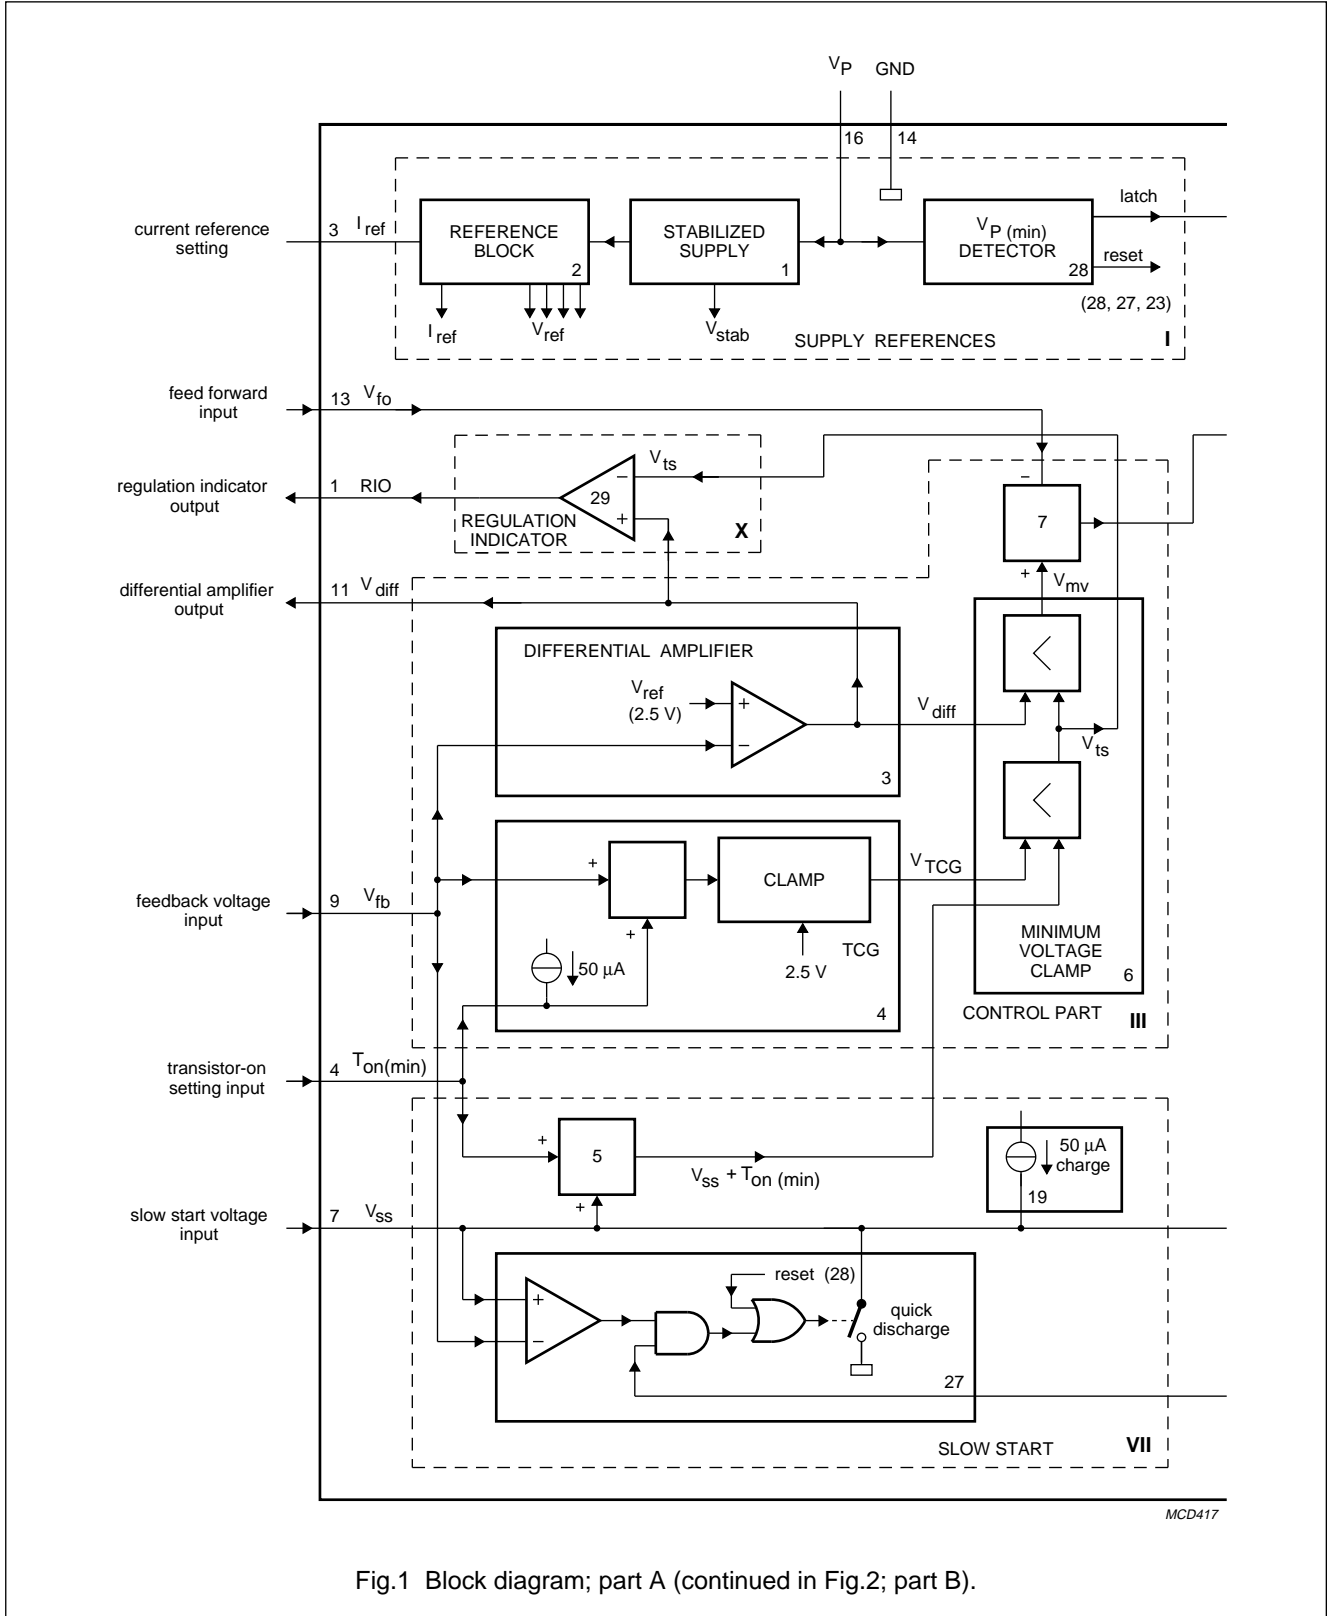 VP GND
16 14
latch
current reference
setting
3 Iref
REFERENCE
BLOCK
2
STABILIZED
SUPPLY
1
VP (min)
DETECTOR
28
reset
(28, 27, 23)
Iref
Vref
Vstab
SUPPLY REFERENCES
I
feed forward
input
13 Vfo
Vts
−
regulation indicator
output
1 RIO
29
+
REGULATION
INDICATOR
X
−
7
+
Vmv
differential amplifier
output
11 Vdiff
DIFFERENTIAL AMPLIFIER
Vref
(2.5 V)
+
−
3
Vdiff
<
Vts
<
feedback voltage
input
9 Vfb
+
+
CLAMP
VTCG
50 µA
2.5 V
TCG
4
MINIMUM
VOLTAGE
CLAMP
6
CONTROL PART
III
transistor-on
setting input
4 Ton(min)
+
5
+
Vss + Ton (min)
50 µA
charge
19
slow start voltage
input
7 Vss
reset (28)
+
−
quick
discharge
27
SLOW START
VII
MCD417
Fig.1 Block diagram; part A (continued in Fig.2; part B).